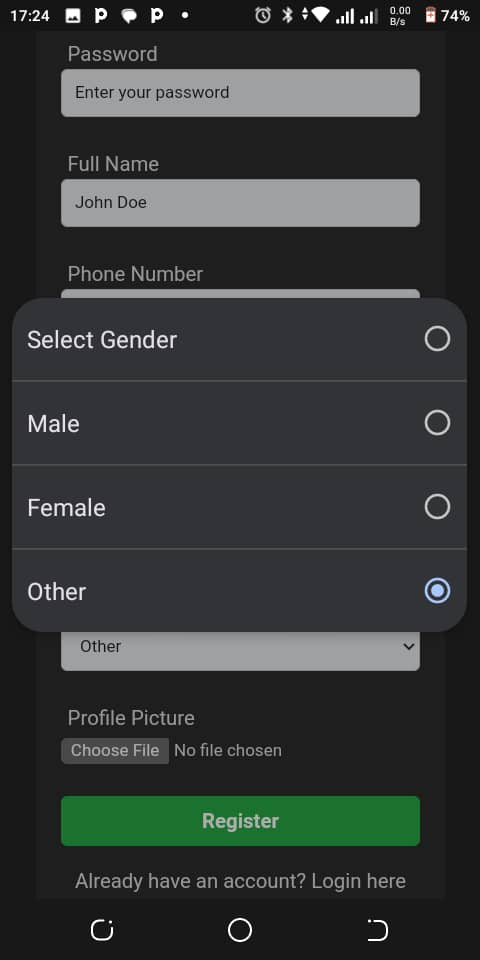 17:24
0.00
B/s
74%
Password
Enter your password
Full Name
John Doe
Phone Number
Select Gender
Male
Female
Other
Other
Profile Picture
Choose File No file chosen
Register
Already have an account? Login here